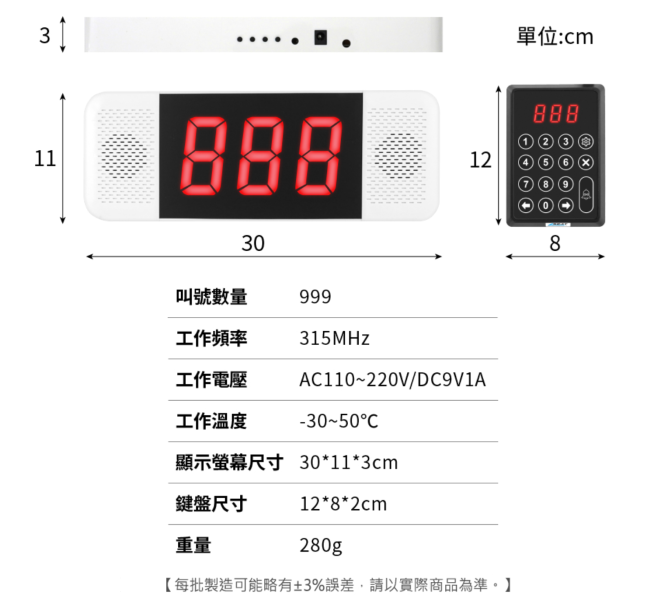 3
單位:cm
11
888
12
888
1 2 3
4 5 6
7 8 9
0
30
8
叫號數量 999
工作頻率 315MHz
工作電壓 AC110~220V/DC9V1A
工作溫度 -30~50℃
顯示螢幕尺寸 30*11*3cm
鍵盤尺寸 12*8*2cm
重量 280g
【每批製造可能略有±3%誤差，請以實際商品為準。】